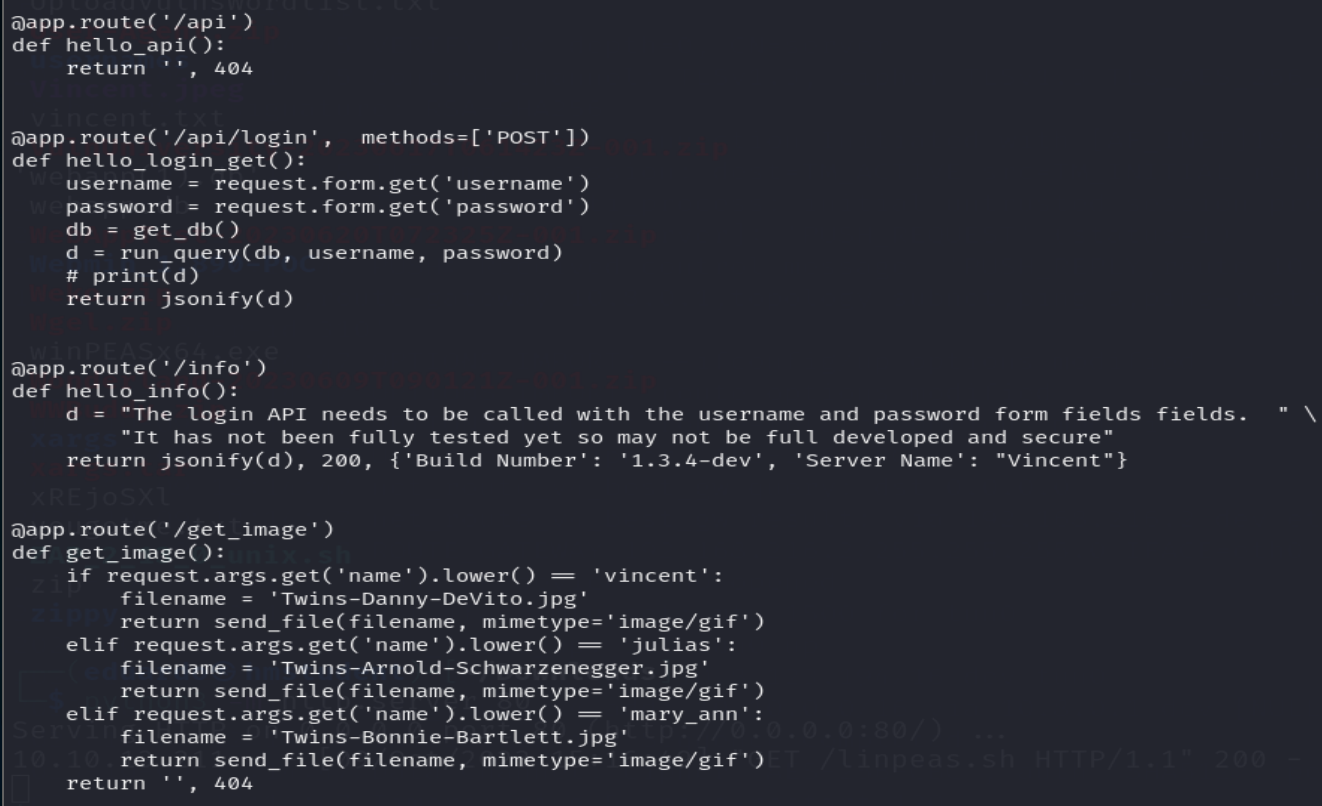 @app.route('/api')
def hello_api():
    return '', 404
vincent.txt
@app.route('/api/login',  methods=['POST'])
def hello_login_get():
    username = request.form.get('username')
    password = request.form.get('password')
    db = get_db()
    d = run_query(db, username, password)
    # print(d)
    return jsonify(d)
winPEASx64.exe
@app.route('/info')
def hello_info():
    d = "The login API needs to be called with the username and password form fields fields.  " \
        "It has not been fully tested yet so may not be full developed and secure"
    return jsonify(d), 200, {'Build Number': '1.3.4-dev', 'Server Name': "Vincent"}
xREjoSXl
@app.route('/get_image')
def get_image():
    if request.args.get('name').lower() == 'vincent':
        filename = 'Twins-Danny-DeVito.jpg'
        return send_file(filename, mimetype='image/gif')
    elif request.args.get('name').lower() == 'julias':
        filename = 'Twins-Arnold-Schwarzenegger.jpg'
        return send_file(filename, mimetype='image/gif')
    elif request.args.get('name').lower() == 'mary_ann':
        filename = 'Twins-Bonnie-Bartlett.jpg'
        return send_file(filename, mimetype='image/gif')
    return '', 404